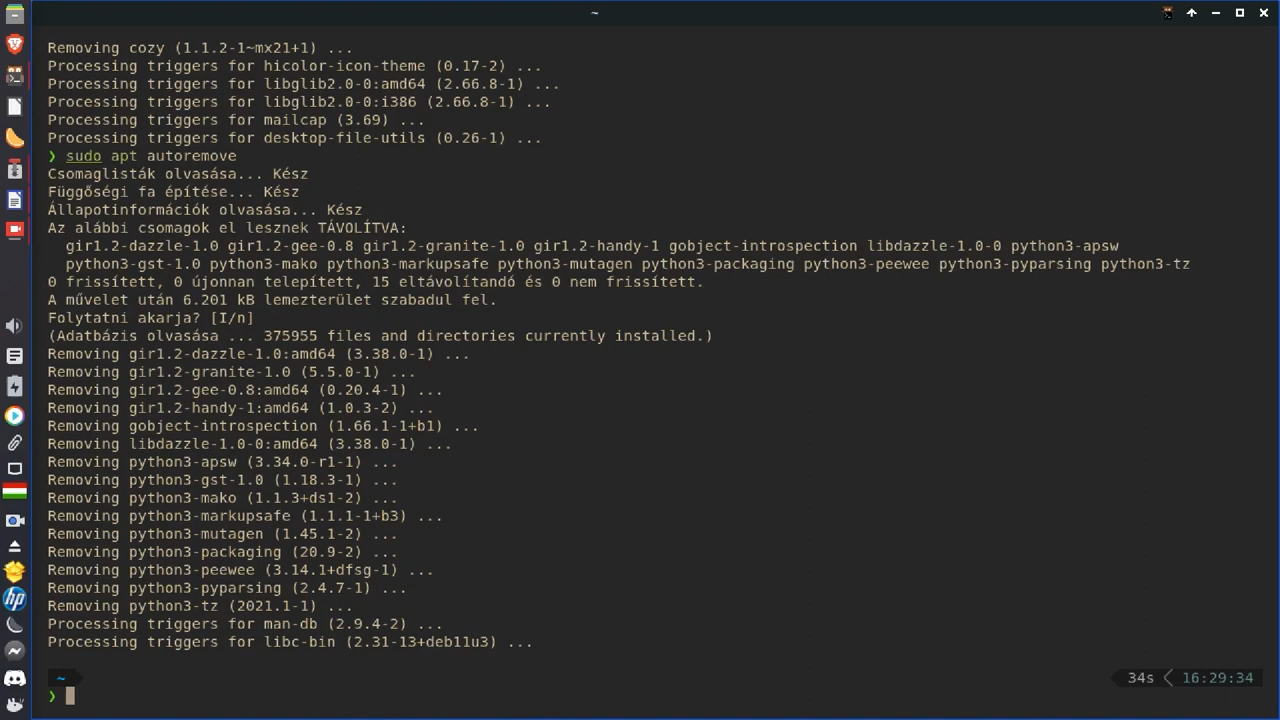 ~
Removing cozy (1.1.2-1~mx21+1) ...
Processing triggers for hicolor-icon-theme (0.17-2) ...
Processing triggers for libglib2.0-0:amd64 (2.66.8-1) ...
Processing triggers for libglib2.0-0:i386 (2.66.8-1) ...
Processing triggers for mailcap (3.69) ...
Processing triggers for desktop-file-utils (0.26-1) ...
❯ sudo apt autoremove
Csomaglisták olvasása... Kész
Függőségi fa építése... Kész
Állapotinformációk olvasása... Kész
Az alábbi csomagok el lesznek TÁVOLÍTVA:
gir1.2-dazzle-1.0 gir1.2-gee-0.8 gir1.2-granite-1.0 gir1.2-handy-1 gobject-introspection libdazzle-1.0-0 python3-apsw
python3-gst-1.0 python3-mako python3-markupsafe python3-mutagen python3-packaging python3-peewee python3-pyparsing python3-tz
0 frissített, 0 újonnan telepített, 15 eltávolítandó és 0 nem frissített.
A művelet után 6.201 kB lemezterület szabadul fel.
Folytatni akarja? [I/n]
(Adatbázis olvasása ... 375955 files and directories currently installed.)
Removing gir1.2-dazzle-1.0:amd64 (3.38.0-1) ...
Removing gir1.2-granite-1.0 (5.5.0-1) ...
Removing gir1.2-gee-0.8:amd64 (0.20.4-1) ...
Removing gir1.2-handy-1:amd64 (1.0.3-2) ...
Removing gobject-introspection (1.66.1-1+b1) ...
Removing libdazzle-1.0-0:amd64 (3.38.0-1) ...
Removing python3-apsw (3.34.0-r1-1) ...
Removing python3-gst-1.0 (1.18.3-1) ...
Removing python3-mako (1.1.3+ds1-2) ...
Removing python3-markupsafe (1.1.1-1+b3) ...
Removing python3-mutagen (1.45.1-2) ...
Removing python3-packaging (20.9-2) ...
Removing python3-peewee (3.14.1+dfsg-1) ...
Removing python3-pyparsing (2.4.7-1) ...
Removing python3-tz (2021.1-1) ...
Processing triggers for man-db (2.9.4-2) ...
Processing triggers for libc-bin (2.31-13+deb11u3) ...
~ 34s 16:29:34
❯
hp